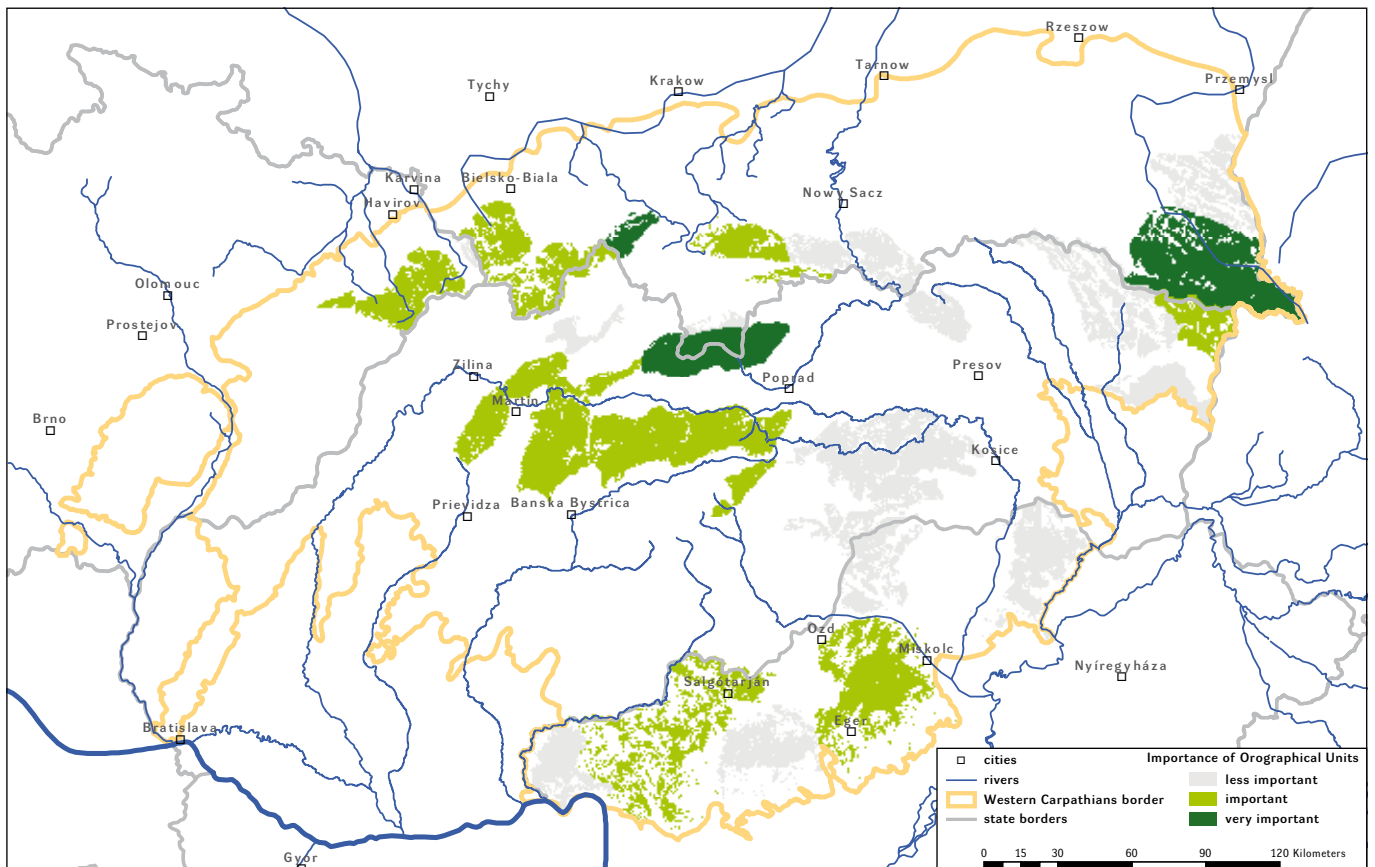 Rzeszow
Tarnow
Przemysl
Krakow
Tychy
Karvina
Bielsko-Biala
Nowy Sacz
Havirov
Olomouc
Prostejov
Zilina
Poprad
Presov
Martin
Brno
Kosice
Prievidza
Banska Bystrica
Ozd
Miskolc
Nyíregyháza
Salgótarján
Eger
Bratislava
Györ
cities
rivers
Western Carpathians border
state borders
Importance of Orographical Units
less important
important
very important
0 15 30 60 90 120 Kilometers